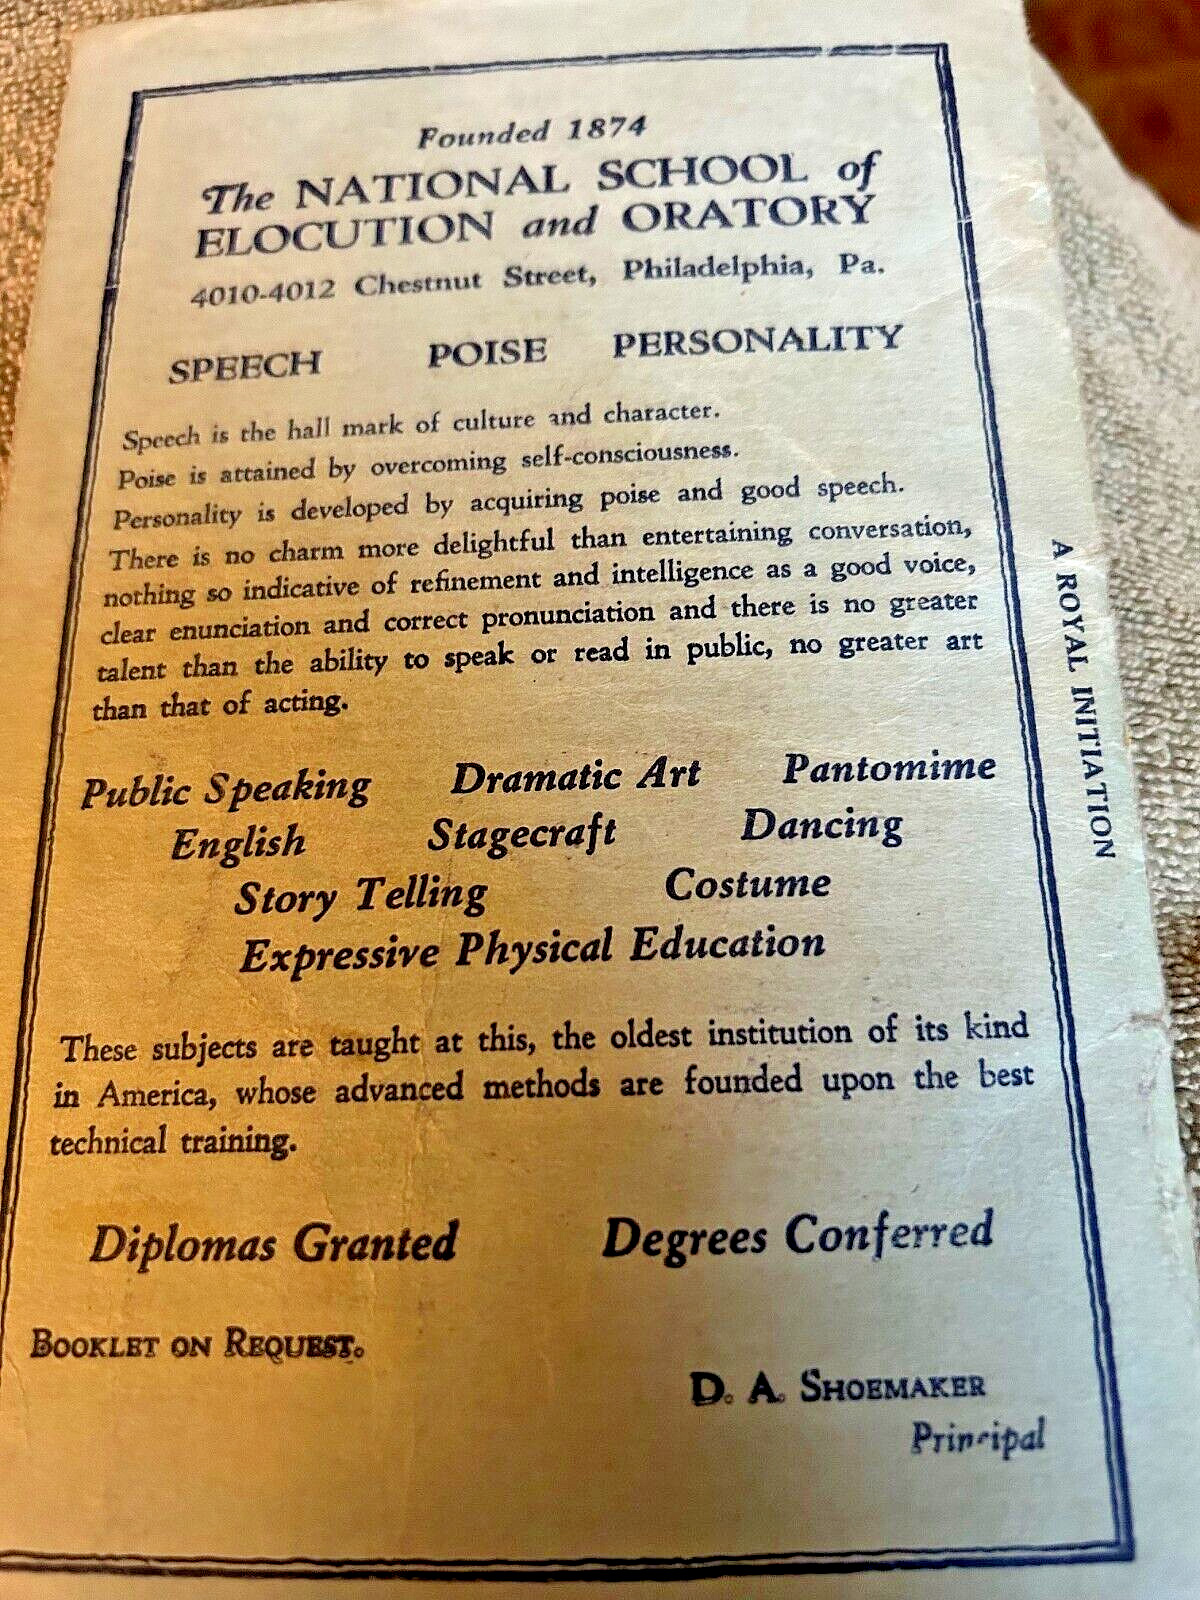 Founded 1874
The NATIONAL SCHOOL of
ELOCUTION and ORATORY
4010-4012 Chestnut Street, Philadelphia, Pa.
SPEECH POISE PERSONALITY
Speech is the hall mark of culture and character.
Poise is attained by overcoming self-consciousness.
Personality is developed by acquiring poise and good speech.
There is no charm more delightful than entertaining conversation,
nothing so indicative of refinement and intelligence as a good voice,
clear enunciation and correct pronunciation and there is no greater
talent than the ability to speak or read in public, no greater art
than that of acting.
Public Speaking Dramatic Art Pantomime
English Stagecraft Dancing
Story Telling Costume
Expressive Physical Education
These subjects are taught at this, the oldest institution of its kind
in America, whose advanced methods are founded upon the best
technical training.
Diplomas Granted Degrees Conferred
BOOKLET ON REQUEST.
D. A. SHOEMAKER
Principal
A ROYAL INITIATION